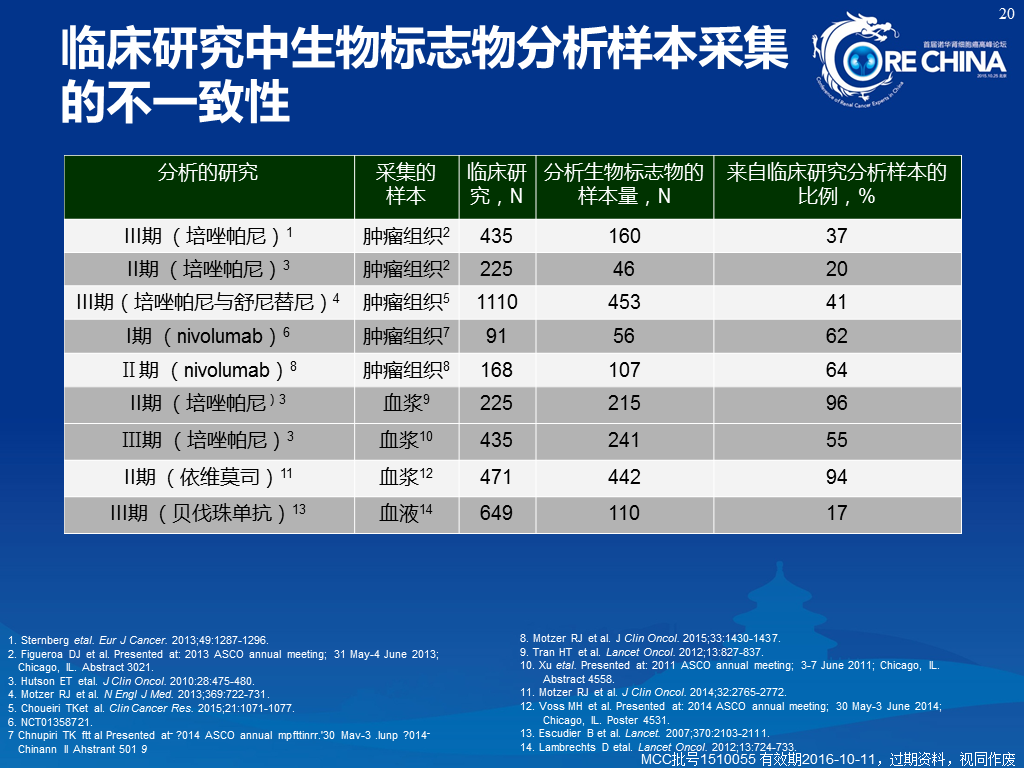 20
临床研究中生物标志物分析样本采集
的不一致性
CORE CHINA
首届诺华肾细胞癌高峰论坛
2015.10.25 北京
Conference of Renal Cancer Experts in China
分析的研究 采集的样本 临床研究，N 分析生物标志物的样本量，N 来自临床研究分析样本的比例，%
III期 （培唑帕尼）1 肿瘤组织2 435 160 37
II期 （培唑帕尼）3 肿瘤组织2 225 46 20
III期（培唑帕尼与舒尼替尼）4 肿瘤组织5 1110 453 41
I期 （nivolumab）6 肿瘤组织7 91 56 62
Ⅱ期 （nivolumab）8 肿瘤组织8 168 107 64
II期 （培唑帕尼）3 血浆9 225 215 96
Ⅲ期 （培唑帕尼）3 血浆10 435 241 55
II期 （依维莫司）11 血浆12 471 442 94
III期 （贝伐珠单抗）13 血液14 649 110 17
1. Sternberg etal. Eur J Cancer. 2013;49:1287-1296.
2. Figueroa DJ et al. Presented at: 2013 ASCO annual meeting; 31 May-4 June 2013;
Chicago, IL. Abstract 3021.
3. Hutson ET etal. J Clin Oncol. 2010:28:475-480.
4. Motzer RJ et al. N Engl J Med. 2013;369:722-731.
5. Choueiri TKet al. Clin Cancer Res. 2015;21:1071-1077.
6. NCT01358721.
7 Chnupiri TK ftt al Presented at- ?014 ASCO annual mpfttinrr.'30 Mav-3 .lunp ?014-
Chinann Il Ahstrant 501 9
8. Motzer RJ et al. J Clin Oncol. 2015;33:1430-1437.
9. Tran HT et al. Lancet Oncol. 2012;13:827-837.
10. Xu etal. Presented at: 2011 ASCO annual meeting; 3-7 June 2011; Chicago, IL.
Abstract 4558.
11. Motzer RJ et al. J Clin Oncol. 2014;32:2765-2772.
12. Voss MH et al. Presented at: 2014 ASCO annual meeting; 30 May-3 June 2014;
Chicago, IL. Poster 4531.
13. Escudier B et al. Lancet. 2007;370:2103-2111.
14. Lambrechts D etal. Lancet Oncol. 2012;13:724-733.
MCC批号1510055 有效期2016-10-11，过期资料，视同作废